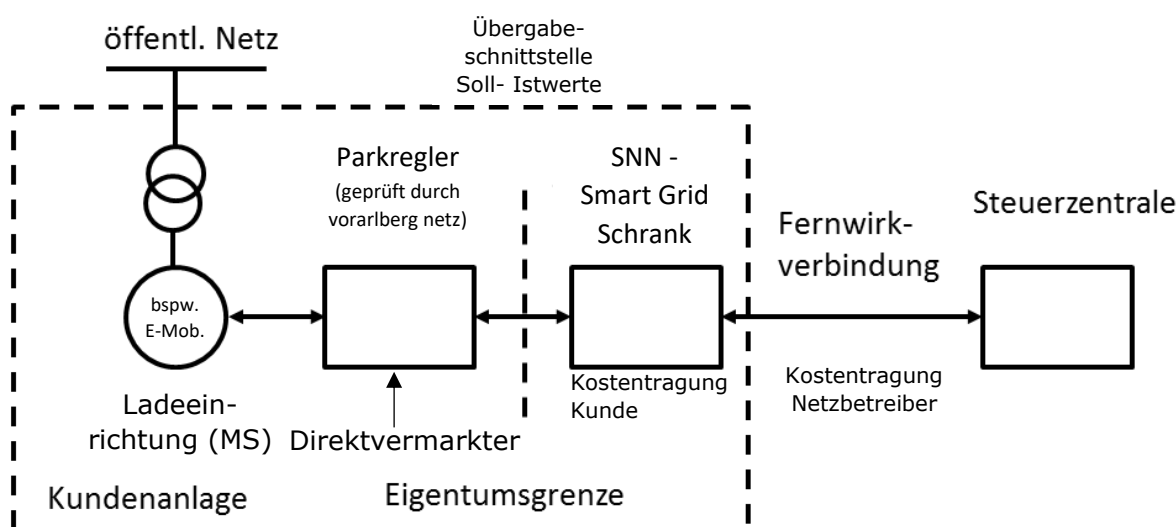 öffentl. Netz
Übergabe-
schnittstelle
Soll- Istwerte
Parkregler
(geprüft durch
vorarlberg netz)
SNN -
Smart Grid
Schrank
Fernwirk-
verbindung
Steuerzentrale
bspw.
E-Mob.
Ladeein-
richtung (MS)
Direktvermarkter
Kostentragung
Kunde
Kostentragung
Netzbetreiber
Kundenanlage
Eigentumsgrenze